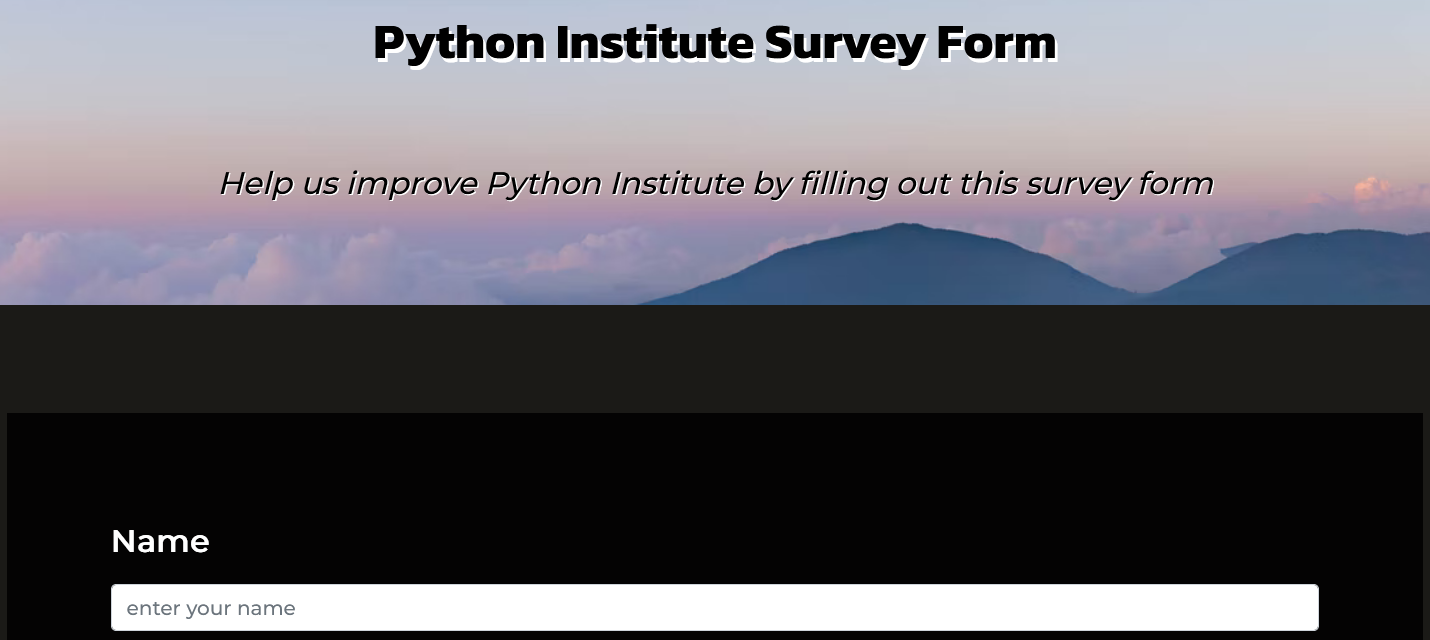 Python Institute Survey Form
Help us improve Python Institute by filling out this survey form
Name
enter your name